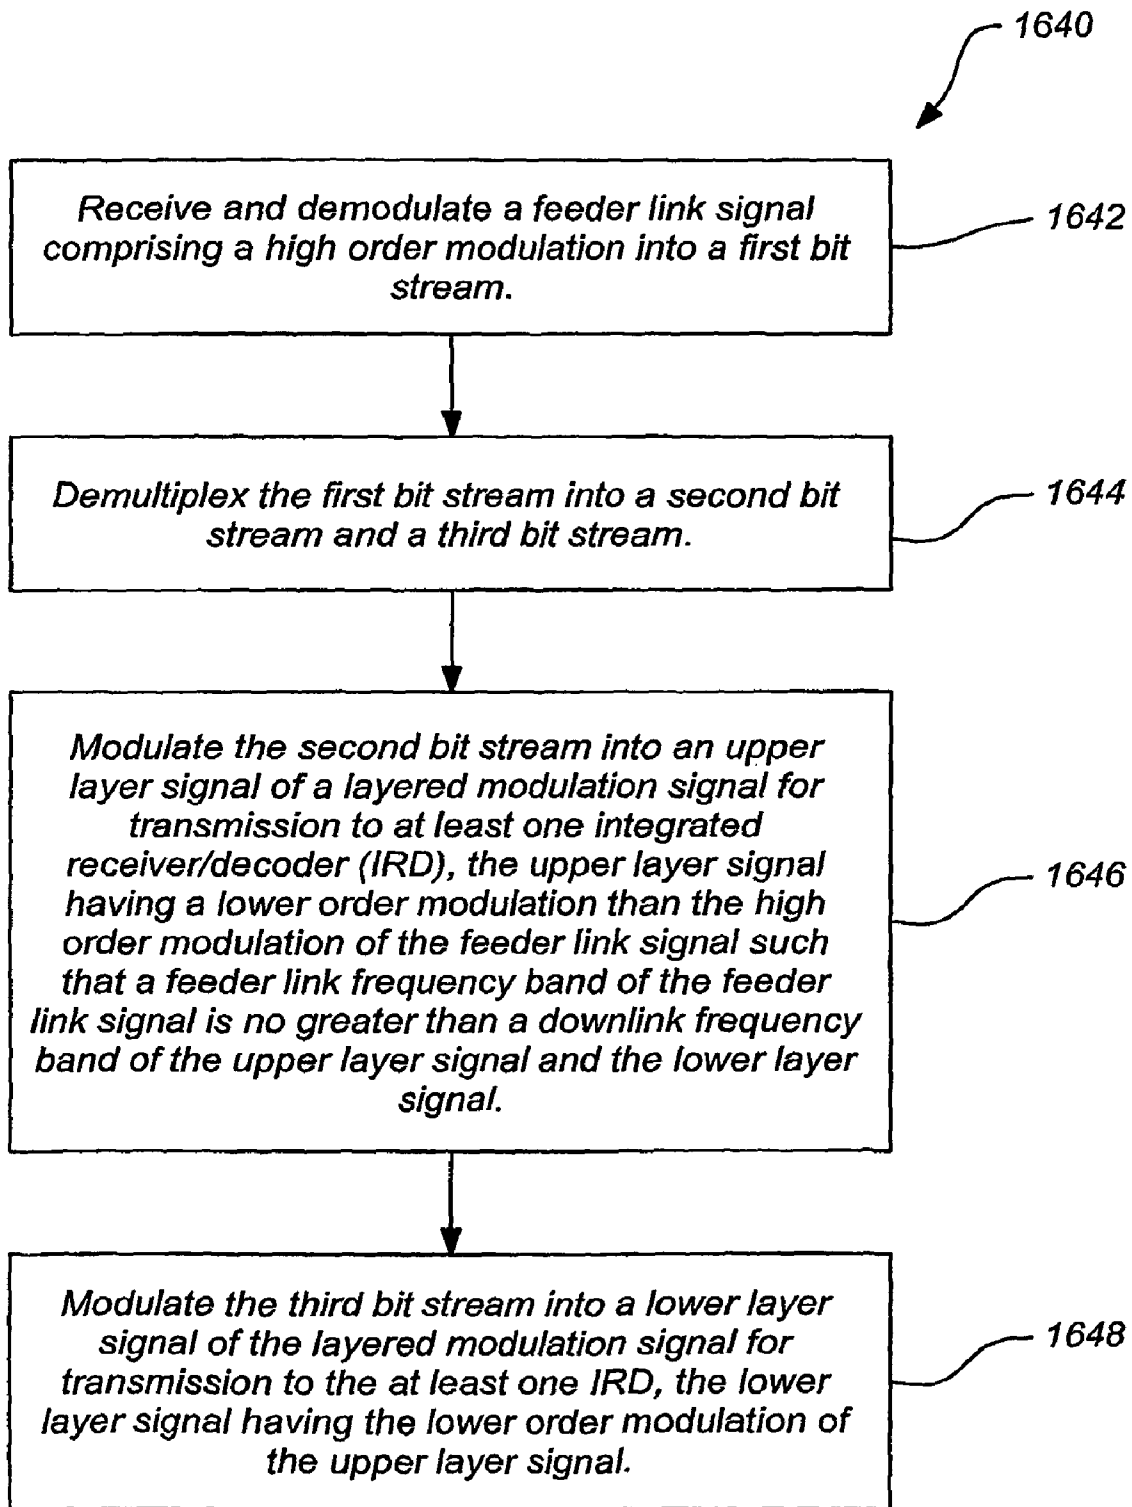 1640
Receive and demodulate a feeder link signal
comprising a high order modulation into a first bit
stream.
1642
Demultiplex the first bit stream into a second bit
stream and a third bit stream.
1644
Modulate the second bit stream into an upper
layer signal of a layered modulation signal for
transmission to at least one integrated
receiver/decoder (IRD), the upper layer signal
having a lower order modulation than the high
order modulation of the feeder link signal such
that a feeder link frequency band of the feeder
link signal is no greater than a downlink frequency
band of the upper layer signal and the lower layer
signal.
1646
Modulate the third bit stream into a lower layer
signal of the layered modulation signal for
transmission to the at least one IRD, the lower
layer signal having the lower order modulation of
the upper layer signal.
1648